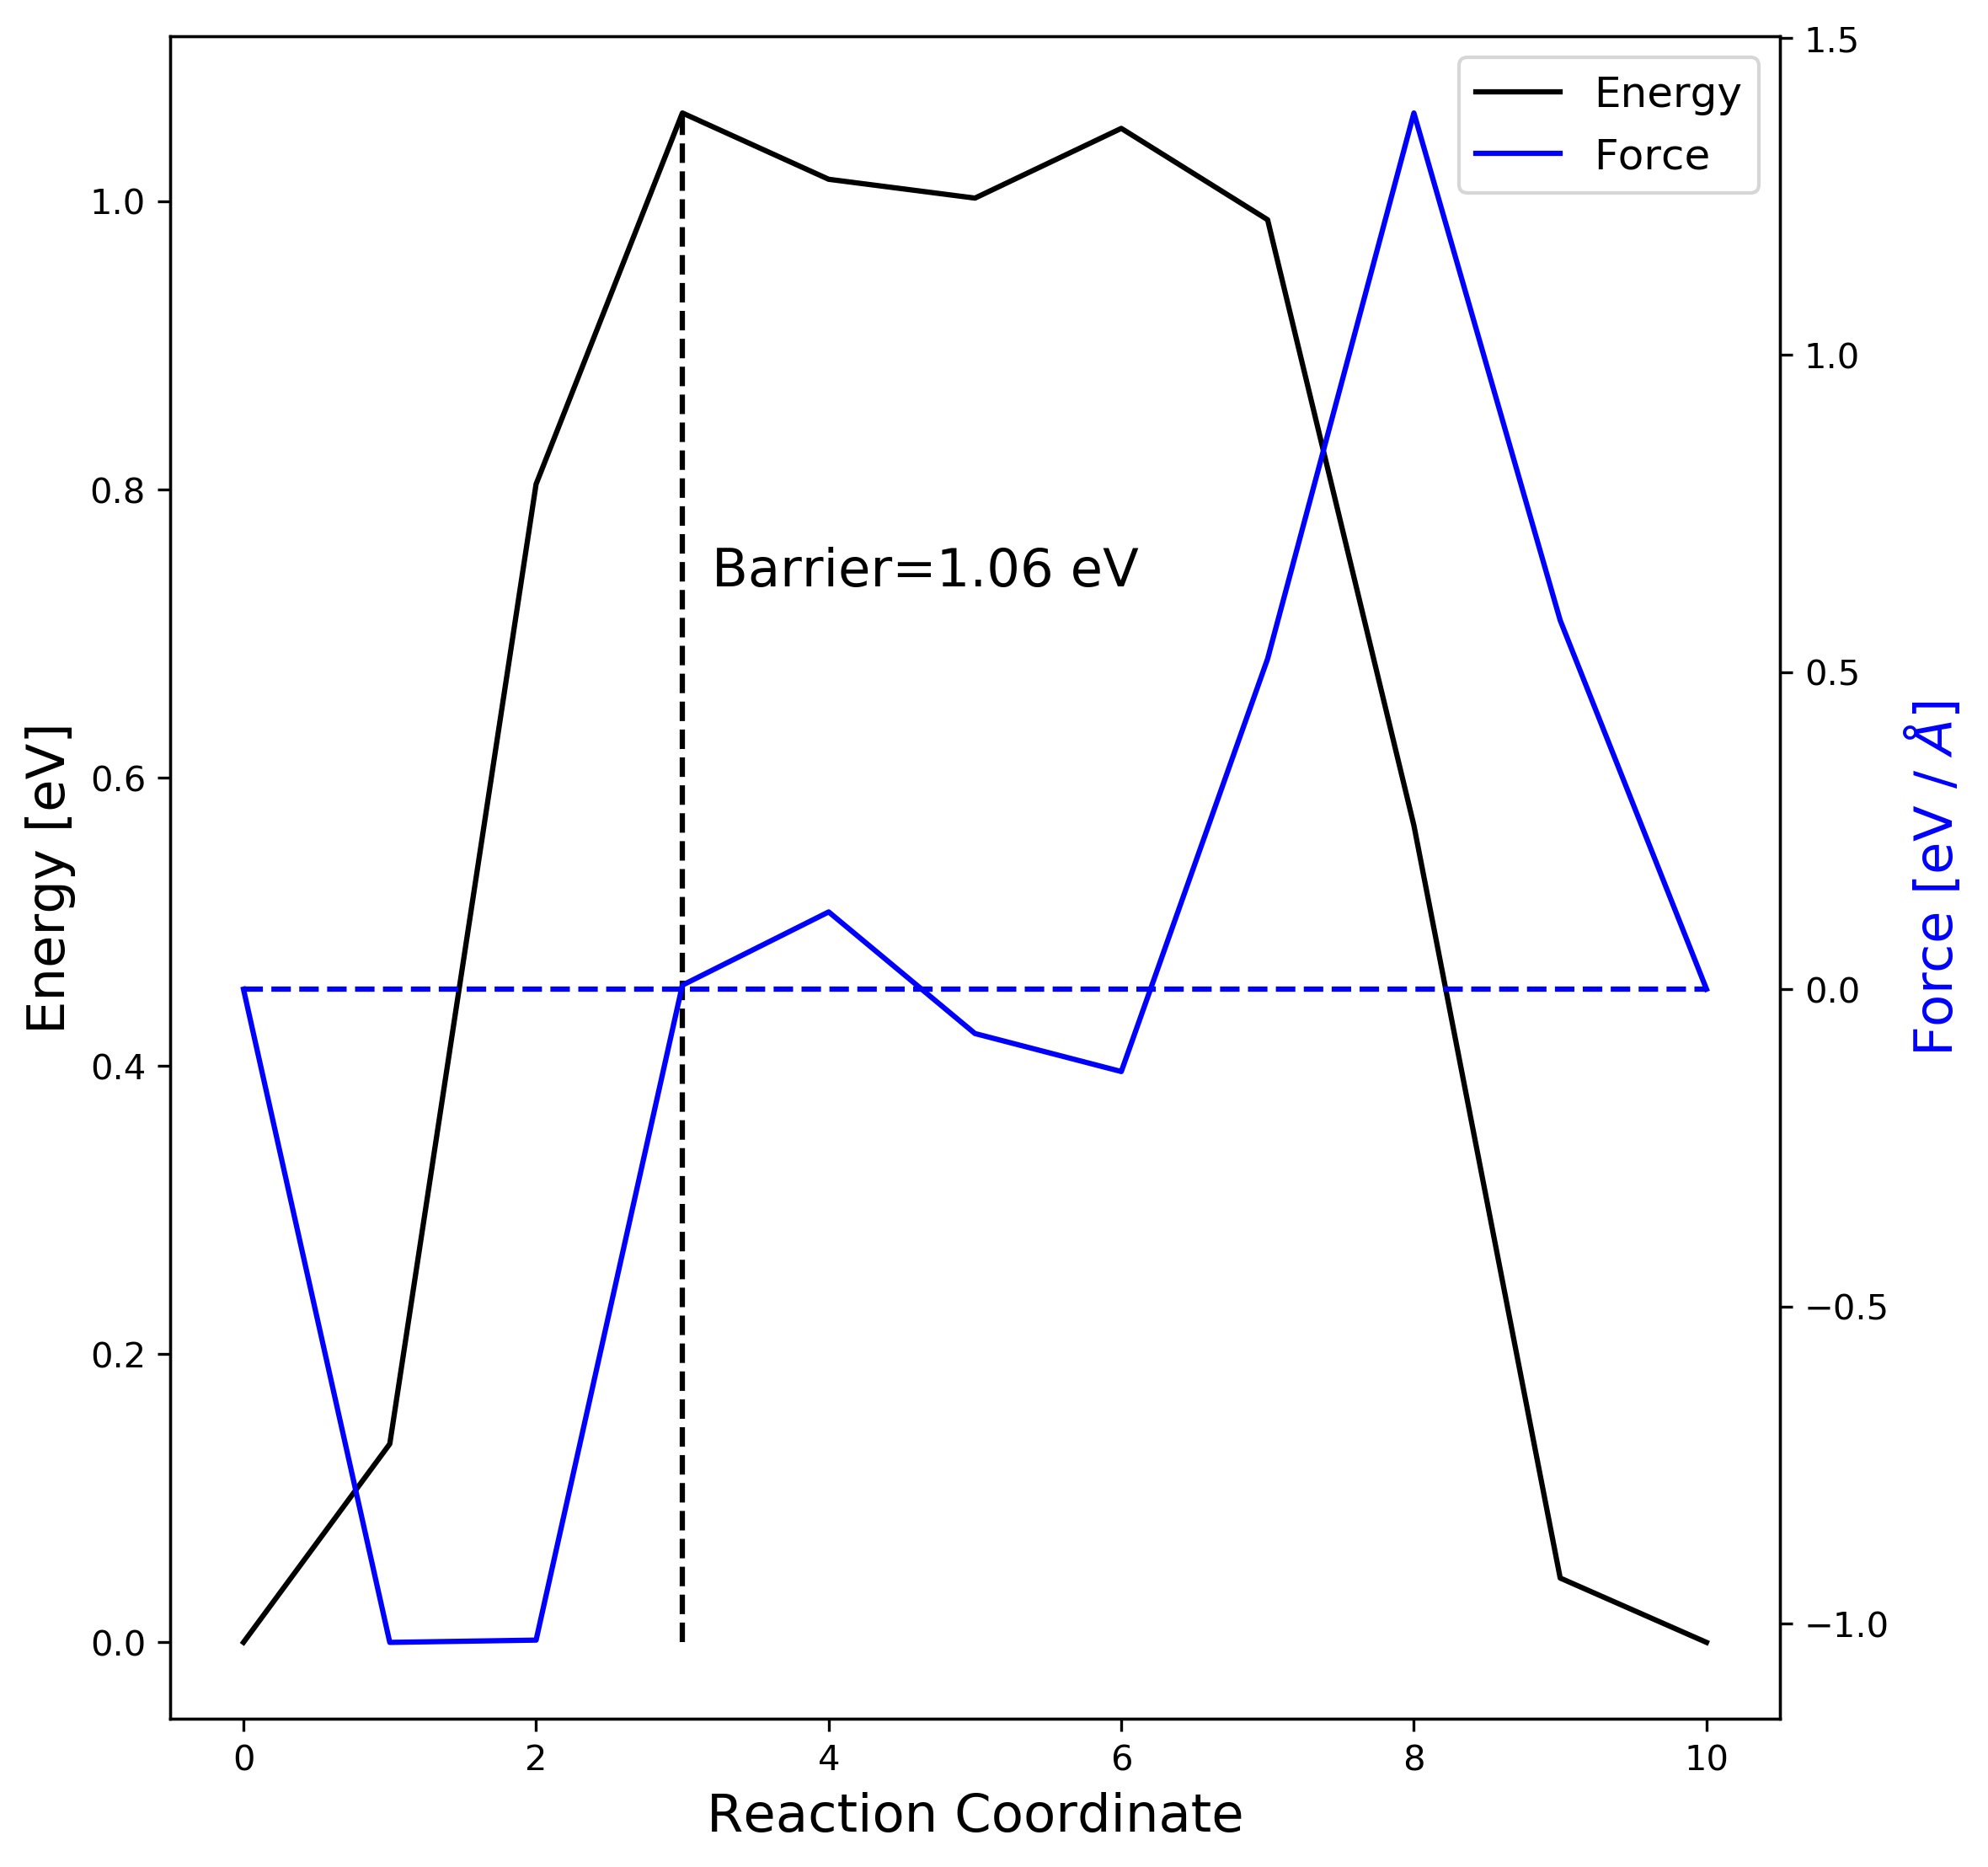 Energy
Force
Barrier=1.06 eV
Energy [eV]
1.0
0.8
0.6
0.4
0.2
0.0
1.5
1.0
0.5
0.0
−0.5
−1.0
Force [eV / Å]
0 2 4 6 8 10
Reaction Coordinate